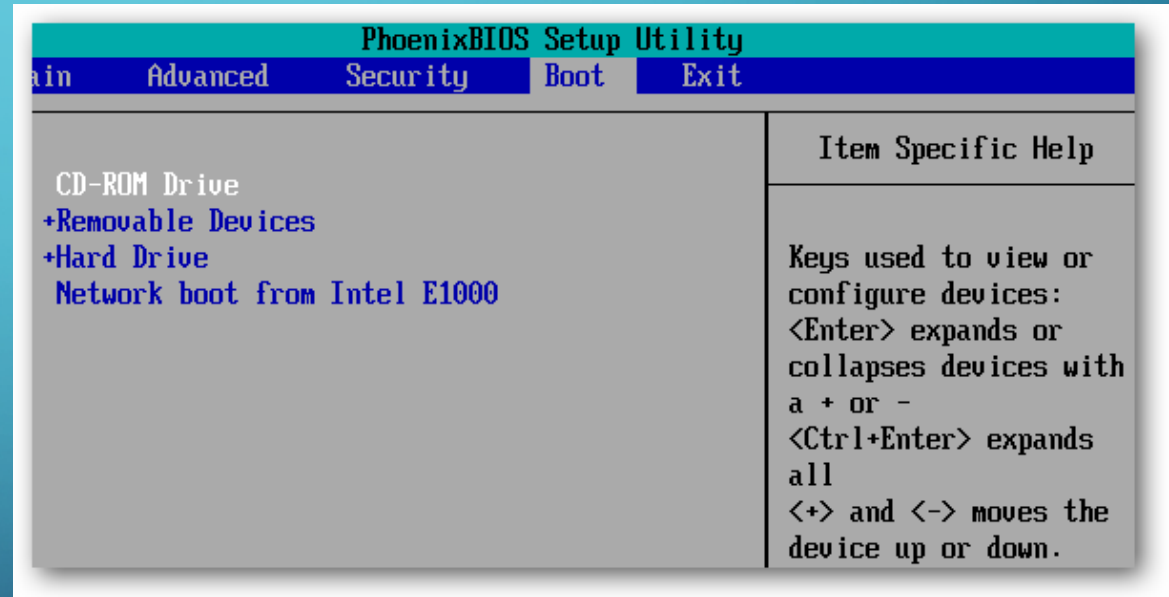 PhoenixBIOS Setup Utility
ain Advanced Security Boot Exit
CD-ROM Drive
+Removable Devices
+Hard Drive
Network boot from Intel E1000
Item Specific Help
Keys used to view or
configure devices:
<Enter> expands or
collapses devices with
a + or -
<Ctrl+Enter> expands
all
<+> and <-> moves the
device up or down.